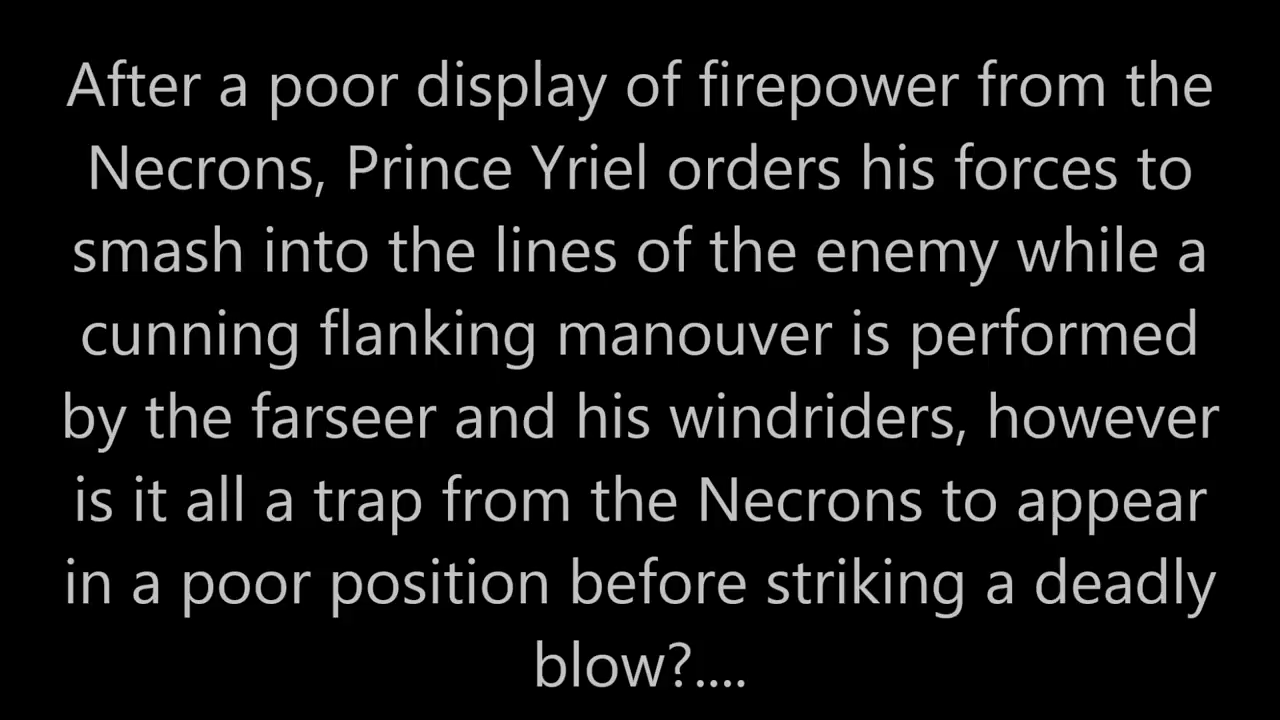 After a poor display of firepower from the
Necrons, Prince Yriel orders his forces to
smash into the lines of the enemy while a
cunning flanking manouver is performed
by the farseer and his windriders, however
is it all a trap from the Necrons to appear
in a poor position before striking a deadly
blow?....